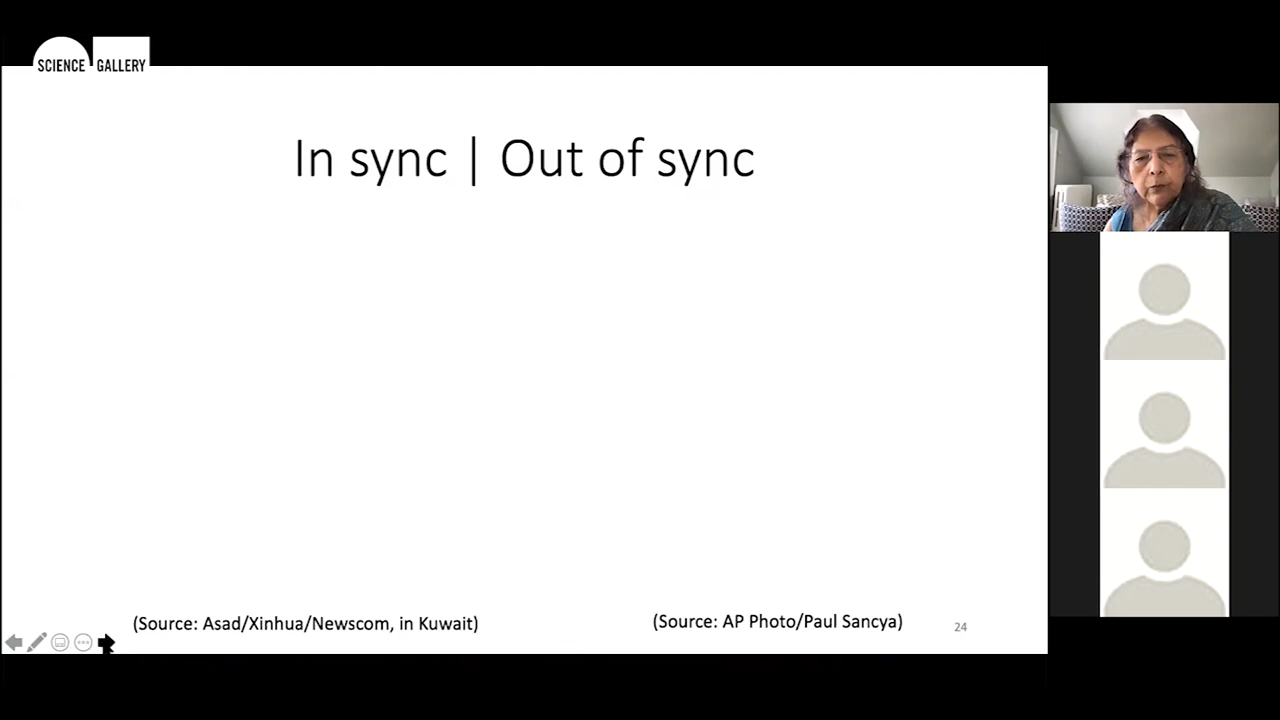 SCIENCE GALLERY
In sync | Out of sync
(Source: Asad/Xinhua/Newscom, in Kuwait)
(Source: AP Photo/Paul Sancya)
24